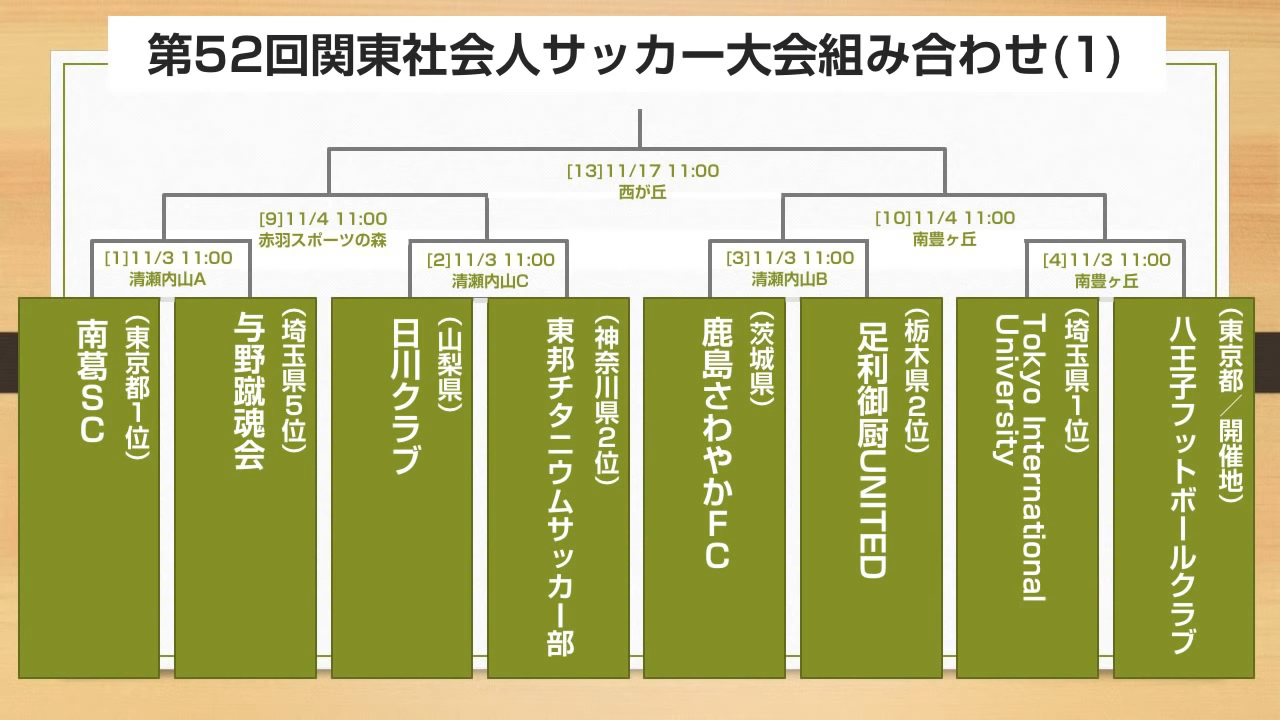 第52回関東社会人サッカー大会組み合わせ(1)
[13]11/17 11:00
西が丘
[9]11/4 11:00
赤羽スポーツの森
[10]11/4 11:00
南豊ヶ丘
[1]11/3 11:00
清瀬内山A
[2]11/3 11:00
清瀬内山C
[3]11/3 11:00
清瀬内山B
[4]11/3 11:00
南豊ヶ丘
(東京都1位)
南葛SC
(埼玉県5位)
与野蹴魂会
(山梨県)
日川クラブ
(神奈川県2位)
東邦チタニウムサッカー部
(茨城県)
鹿島さわやかFC
(栃木県2位)
足利御厨UNITED
(埼玉県1位)
Tokyo International
University
(東京都／開催地)
八王子フットボールクラブ